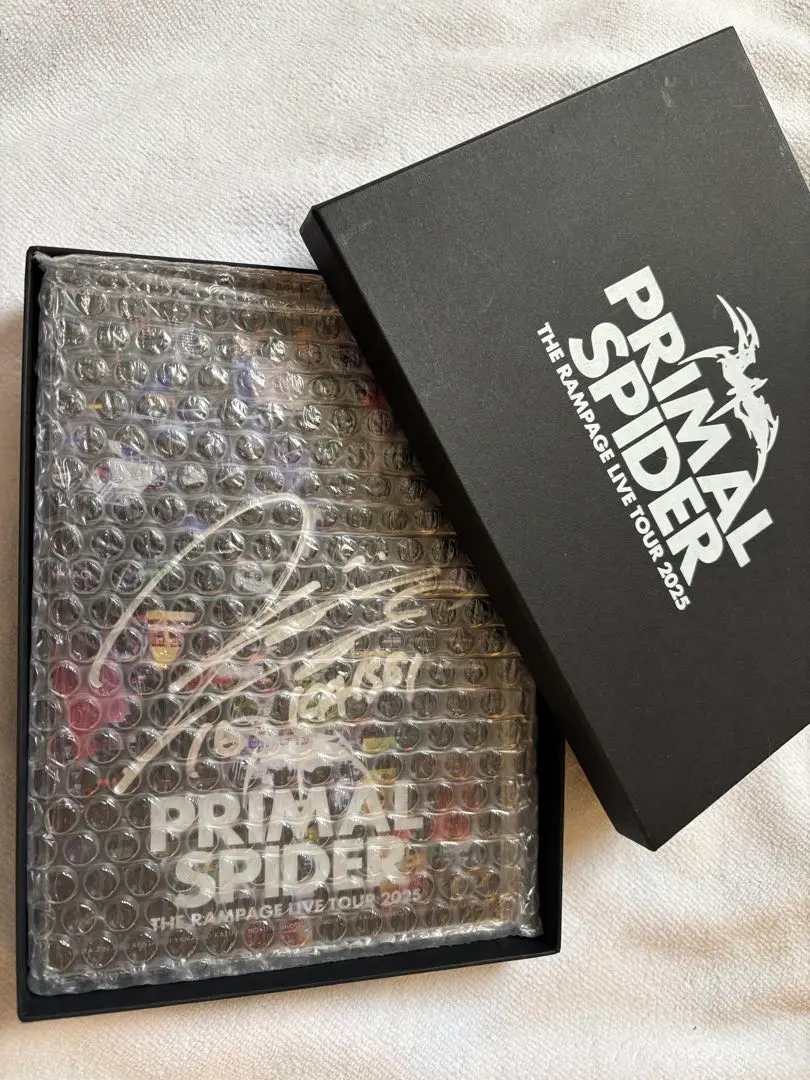 PRIMAL
SPIDER
THE RAMPAGE LIVE TOUR 2025
PRIMAL
SPIDER
THE RAMPAGE LIVE TOUR 2025